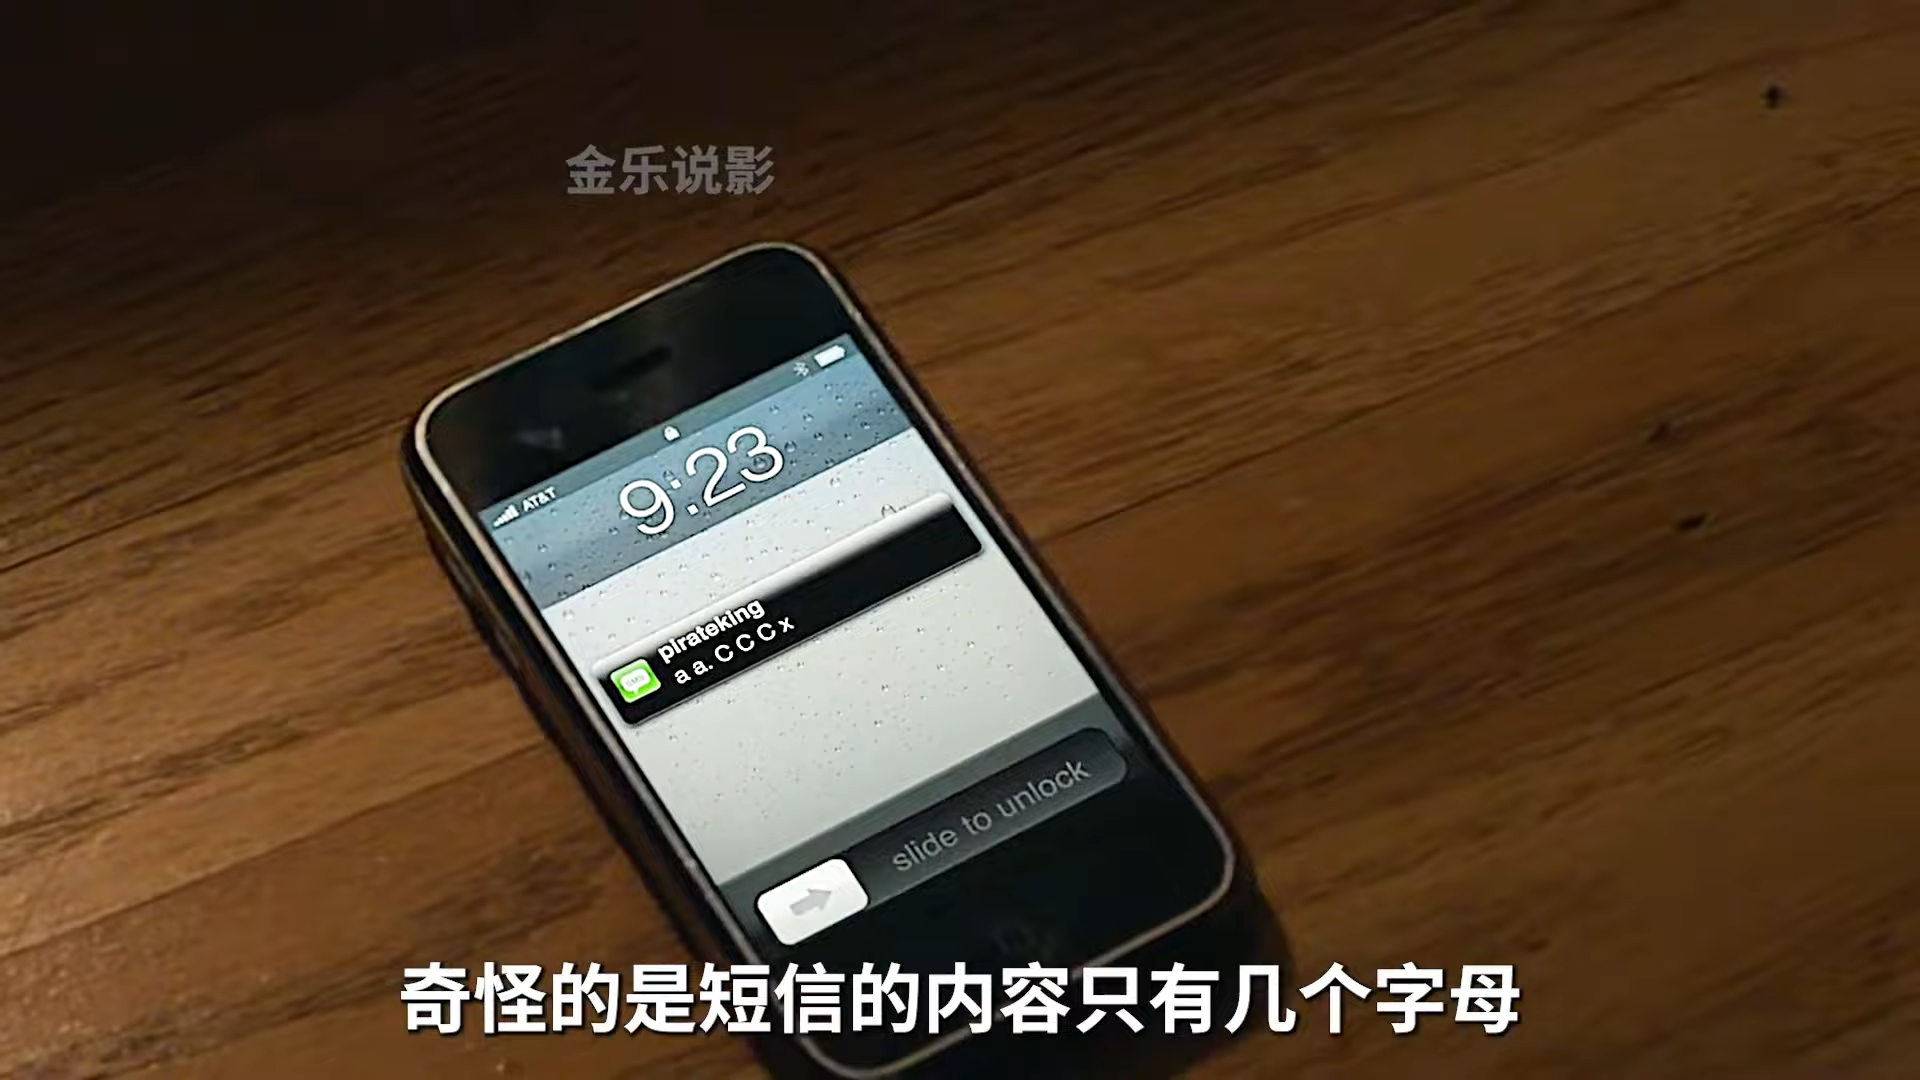 金乐说影
AT&T
9:23
pirateking
a a. C C C x
slide to unlock
奇怪的是短信的内容只有几个字母